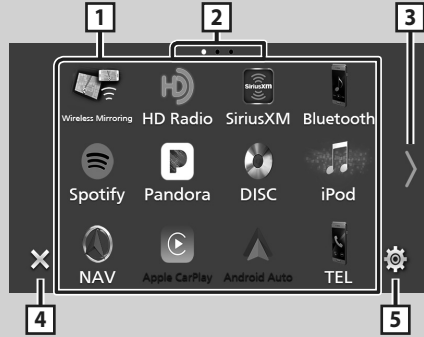 1 2 3
Wireless Mirroring HD Radio SiriusXM Bluetooth
SiriusXM
Spotify Pandora DISC iPod
NAV Apple CarPlay Android Auto TEL
4 5